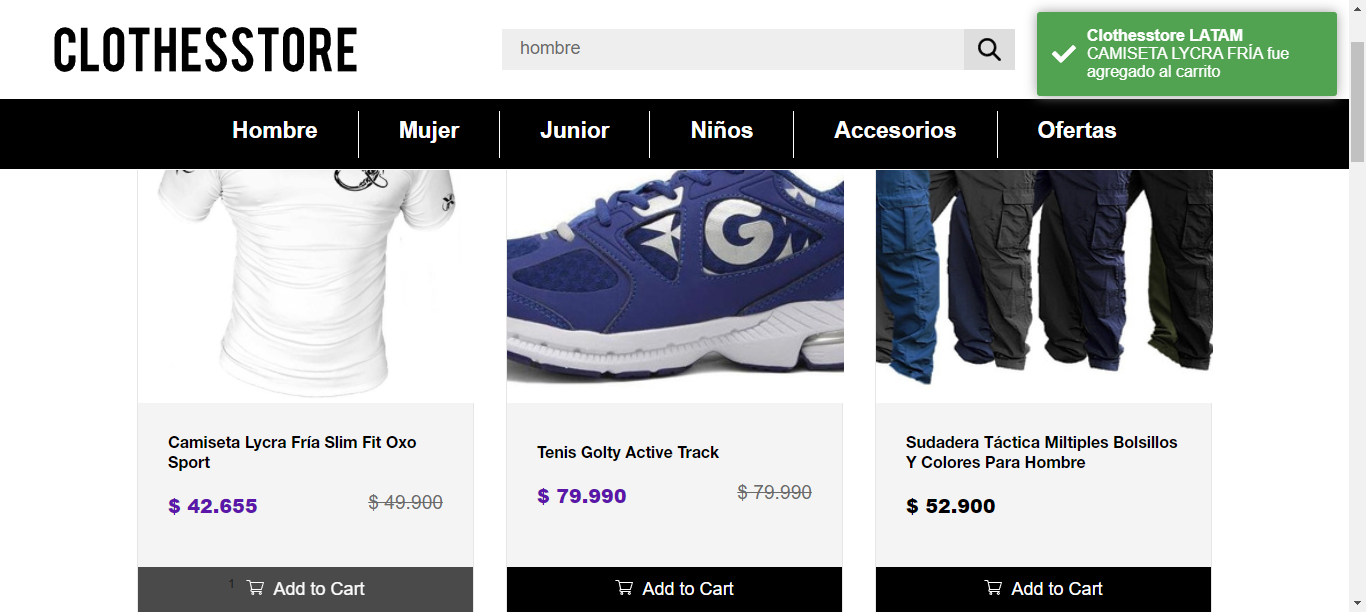 CLOTHESSTORE
hombre
Clothesstore LATAM
CAMISETA LYCRA FRÍA fue
agregado al carrito
Hombre
Mujer
Junior
Niños
Accesorios
Ofertas
G
Camiseta Lycra Fría Slim Fit Oxo
Sport
$ 42.655
$ 49.900
Tenis Golty Active Track
$ 79.990
$ 79.990
Sudadera Táctica Miltiples Bolsillos
Y Colores Para Hombre
$ 52.900
1
Add to Cart
Add to Cart
Add to Cart